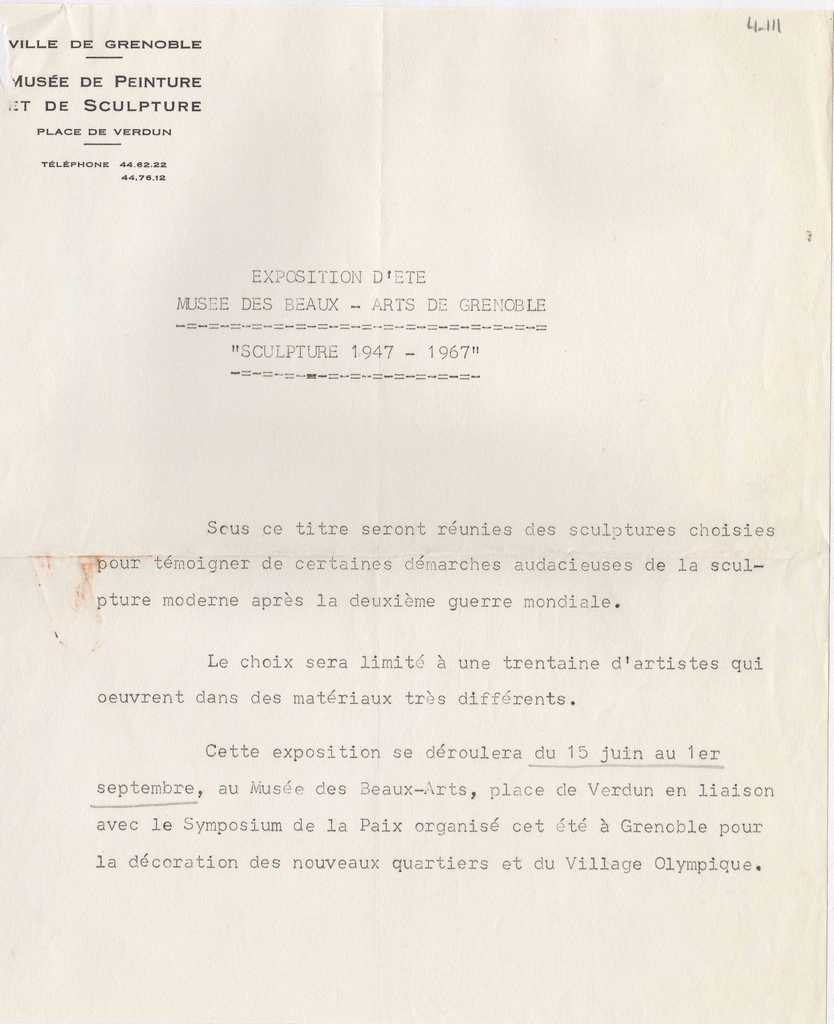 4.III
VILLE DE GRENOBLE
MUSÉE DE PEINTURE
ET DE SCULPTURE
PLACE DE VERDUN
TÉLÉPHONE 44.62.22
44.76.12
EXPOSITION D'ETE
MUSEE DES BEAUX - ARTS DE GRENOBLE
-=-=-=-=-=-=-=-=-=-=-=-=-=-=-=-=-=-
"SCULPTURE 1947 - 1967"
-=-=-=-=-=-=-=-=-=-=-=-
Sous ce titre seront réunies des sculptures choisies
pour témoigner de certaines démarches audacieuses de la scul-
pture moderne après la deuxième guerre mondiale.
Le choix sera limité à une trentaine d'artistes qui
oeuvrent dans des matériaux très différents.
Cette exposition se déroulera du 15 juin au 1er
septembre, au Musée des Beaux-Arts, place de Verdun en liaison
avec le Symposium de la Paix organisé cet été à Grenoble pour
la décoration des nouveaux quartiers et du Village Olympique.